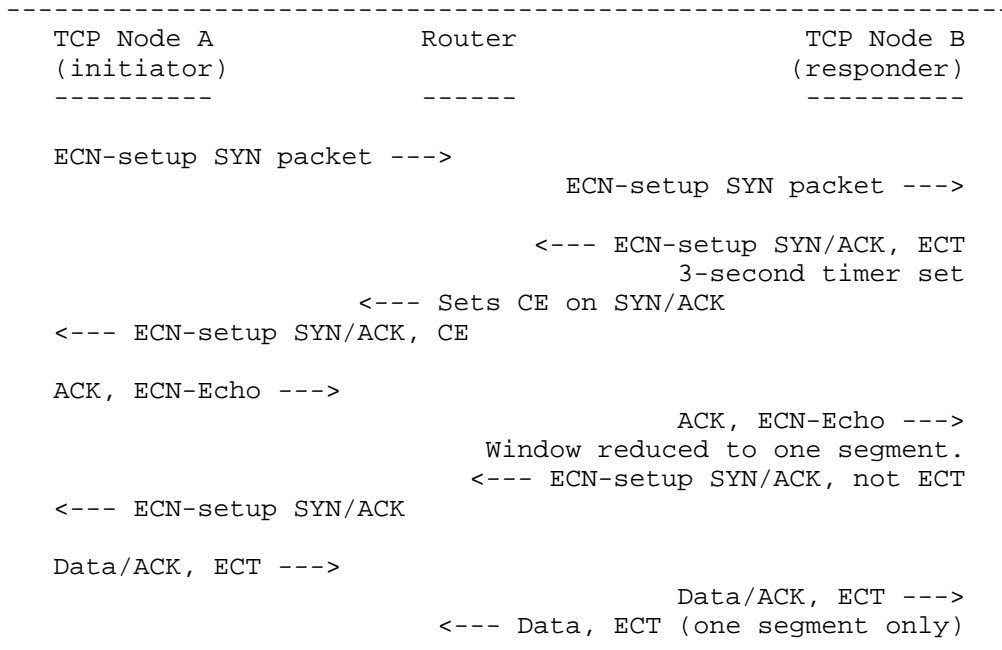 ---------------------------------------------------------------
TCP Node A             Router                  TCP Node B
(initiator)                                   (responder)
----------             ------                  ----------
ECN-setup SYN packet --->
ECN-setup SYN packet --->
<--- ECN-setup SYN/ACK, ECT
3-second timer set
<--- Sets CE on SYN/ACK
<--- ECN-setup SYN/ACK, CE
ACK, ECN-Echo --->
ACK, ECN-Echo --->
Window reduced to one segment.
<--- ECN-setup SYN/ACK, not ECT
<--- ECN-setup SYN/ACK
Data/ACK, ECT --->
Data/ACK, ECT --->
<--- Data, ECT (one segment only)